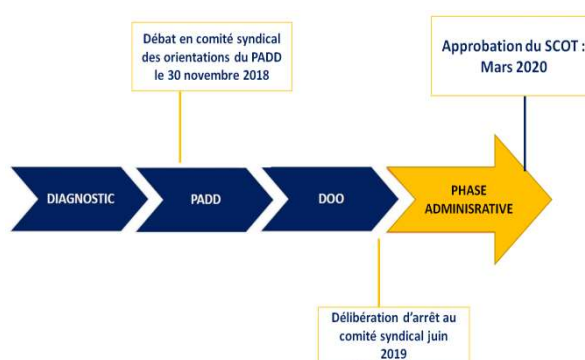 Débat en comité syndical
des orientations du PADD
le 30 novembre 2018
Approbation du SCOT :
Mars 2020
DIAGNOSTIC
PADD
DOO
PHASE
ADMINISRATIVE
Délibération d'arrêt au
comité syndical juin
2019